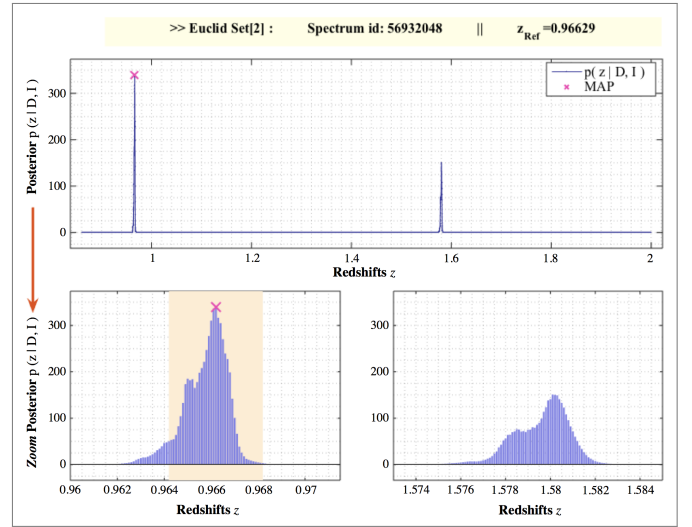 >> Euclid Set[2] : Spectrum id: 56932048 || z_Ref =0.96629
Posterior p (z | D, I )
300
200
100
0
p( z | D, I )
MAP
1 1.2 1.4 1.6 1.8 2
Redshifts z
Zoom Posterior p (z | D, I )
300
200
100
0
0.96 0.962 0.964 0.966 0.968 0.97
Redshifts z
300
200
100
0
1.574 1.576 1.578 1.58 1.582 1.584
Redshifts z